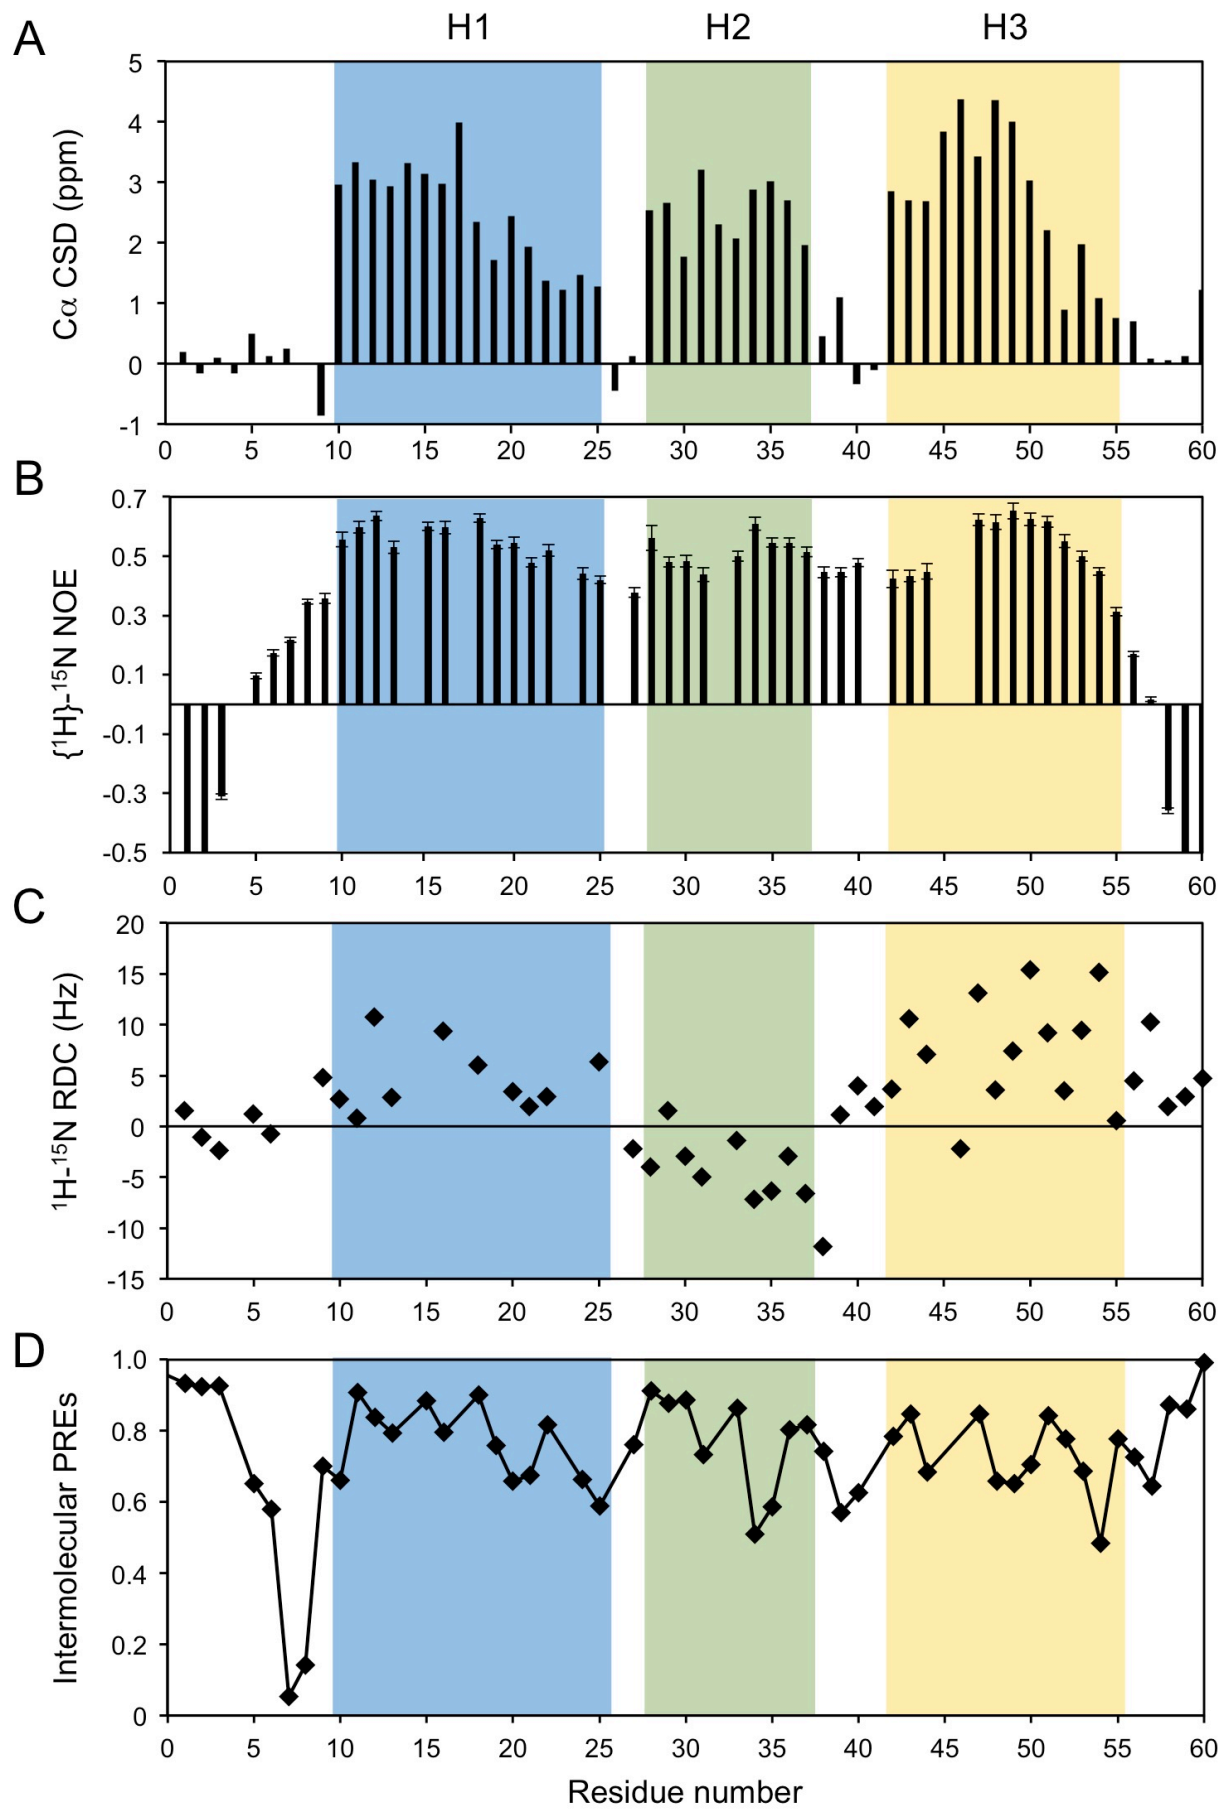 A
H1 H2 H3
Cα CSD (ppm)
5
4
3
2
1
0
-1
0 5 10 15 20 25 30 35 40 45 50 55 60
B
{¹H}-¹⁵N NOE
0.7
0.5
0.3
0.1
-0.1
-0.3
-0.5
0 5 10 15 20 25 30 35 40 45 50 55 60
C
¹H-¹⁵N RDC (Hz)
20
15
10
5
0
-5
-10
-15
0 5 10 15 20 25 30 35 40 45 50 55 60
D
Intermolecular PREs
1.0
0.8
0.6
0.4
0.2
0
0 5 10 15 20 25 30 35 40 45 50 55 60
Residue number